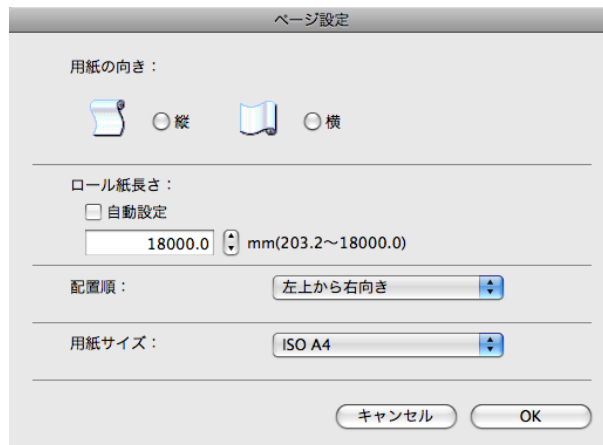 ページ設定
用紙の向き：
縦 横
ロール紙長さ：
自動設定
18000.0 mm(203.2〜18000.0)
配置順： 左上から右向き
用紙サイズ： ISO A4
キャンセル OK